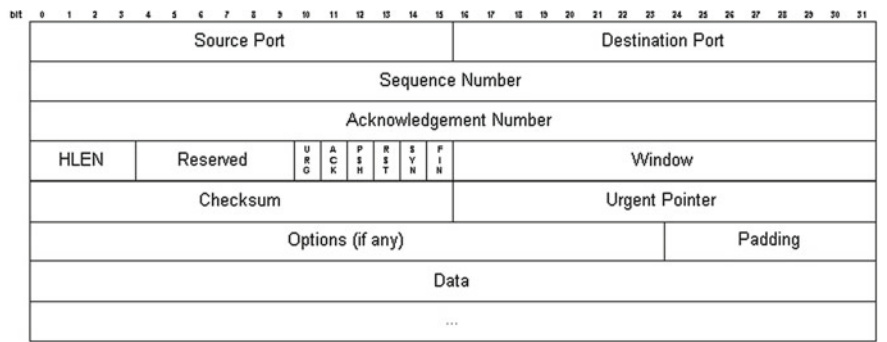 bit 0 1 2 3 4 5 6 7 8 9 10 11 12 13 14 15 16 17 18 19 20 21 22 23 24 25 26 27 28 29 30 31
Source Port Destination Port
Sequence Number
Acknowledgement Number
HLEN Reserved URG ACK PSH RST SYN FIN Window
Checksum Urgent Pointer
Options (if any) Padding
Data
...